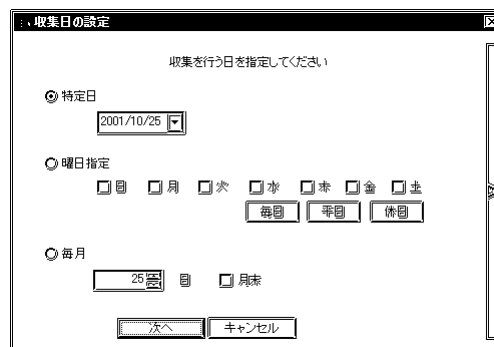 収集日の設定
収集を行う日を指定してください
特定日
2001/10/25
曜日指定
日 月 火 水 木 金 土
毎日 平日 休日
毎月
25 日 月末
次へ キャンセル